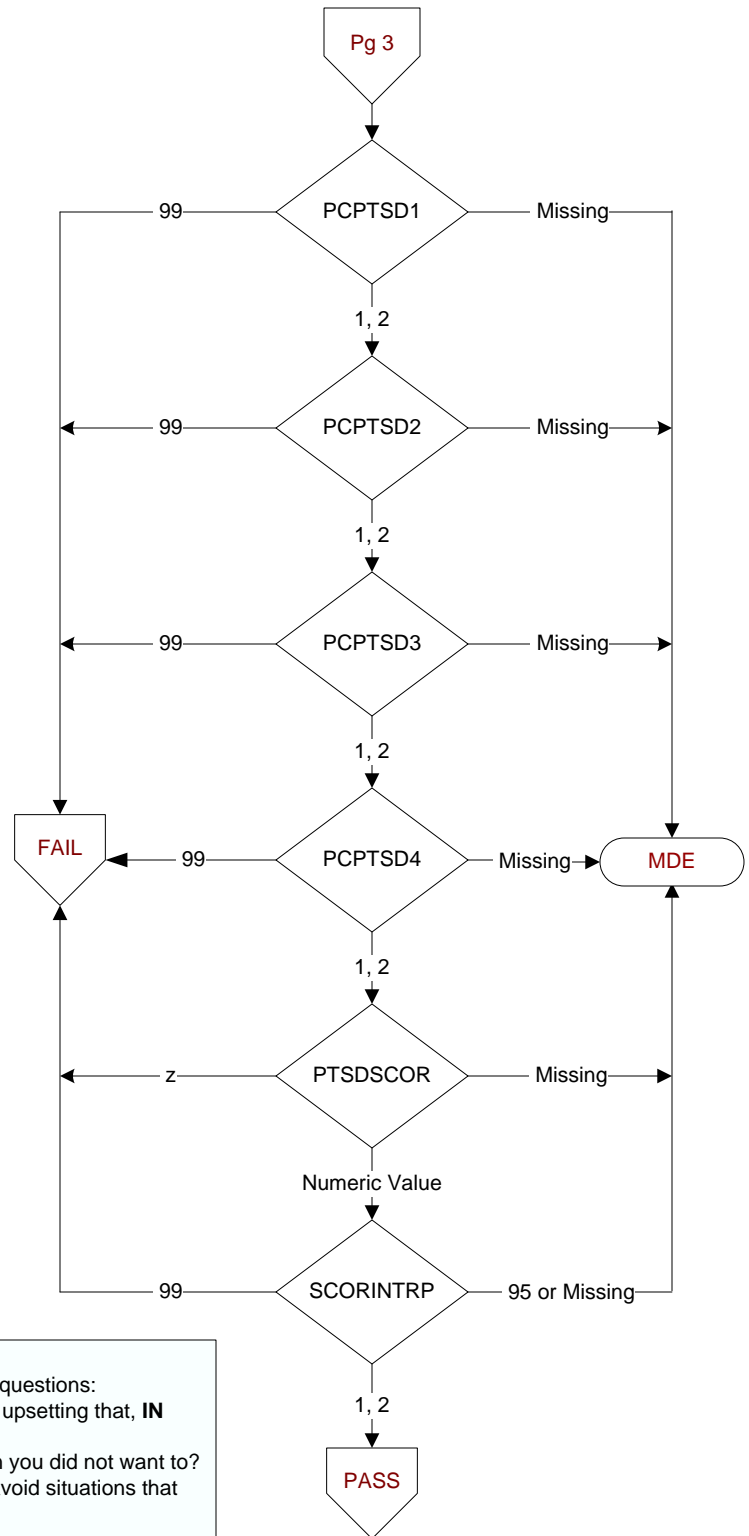 Pg 3
99 PCPTSD1 Missing
1, 2
99 PCPTSD2 Missing
1, 2
99 PCPTSD3 Missing
1, 2
FAIL 99 PCPTSD4 Missing MDE
1, 2
z PTSDSCOR Missing
Numeric Value
99 SCORINTRP 95 or Missing
1, 2
PASS
questions:
upsetting that, IN
you did not want to?
void situations that